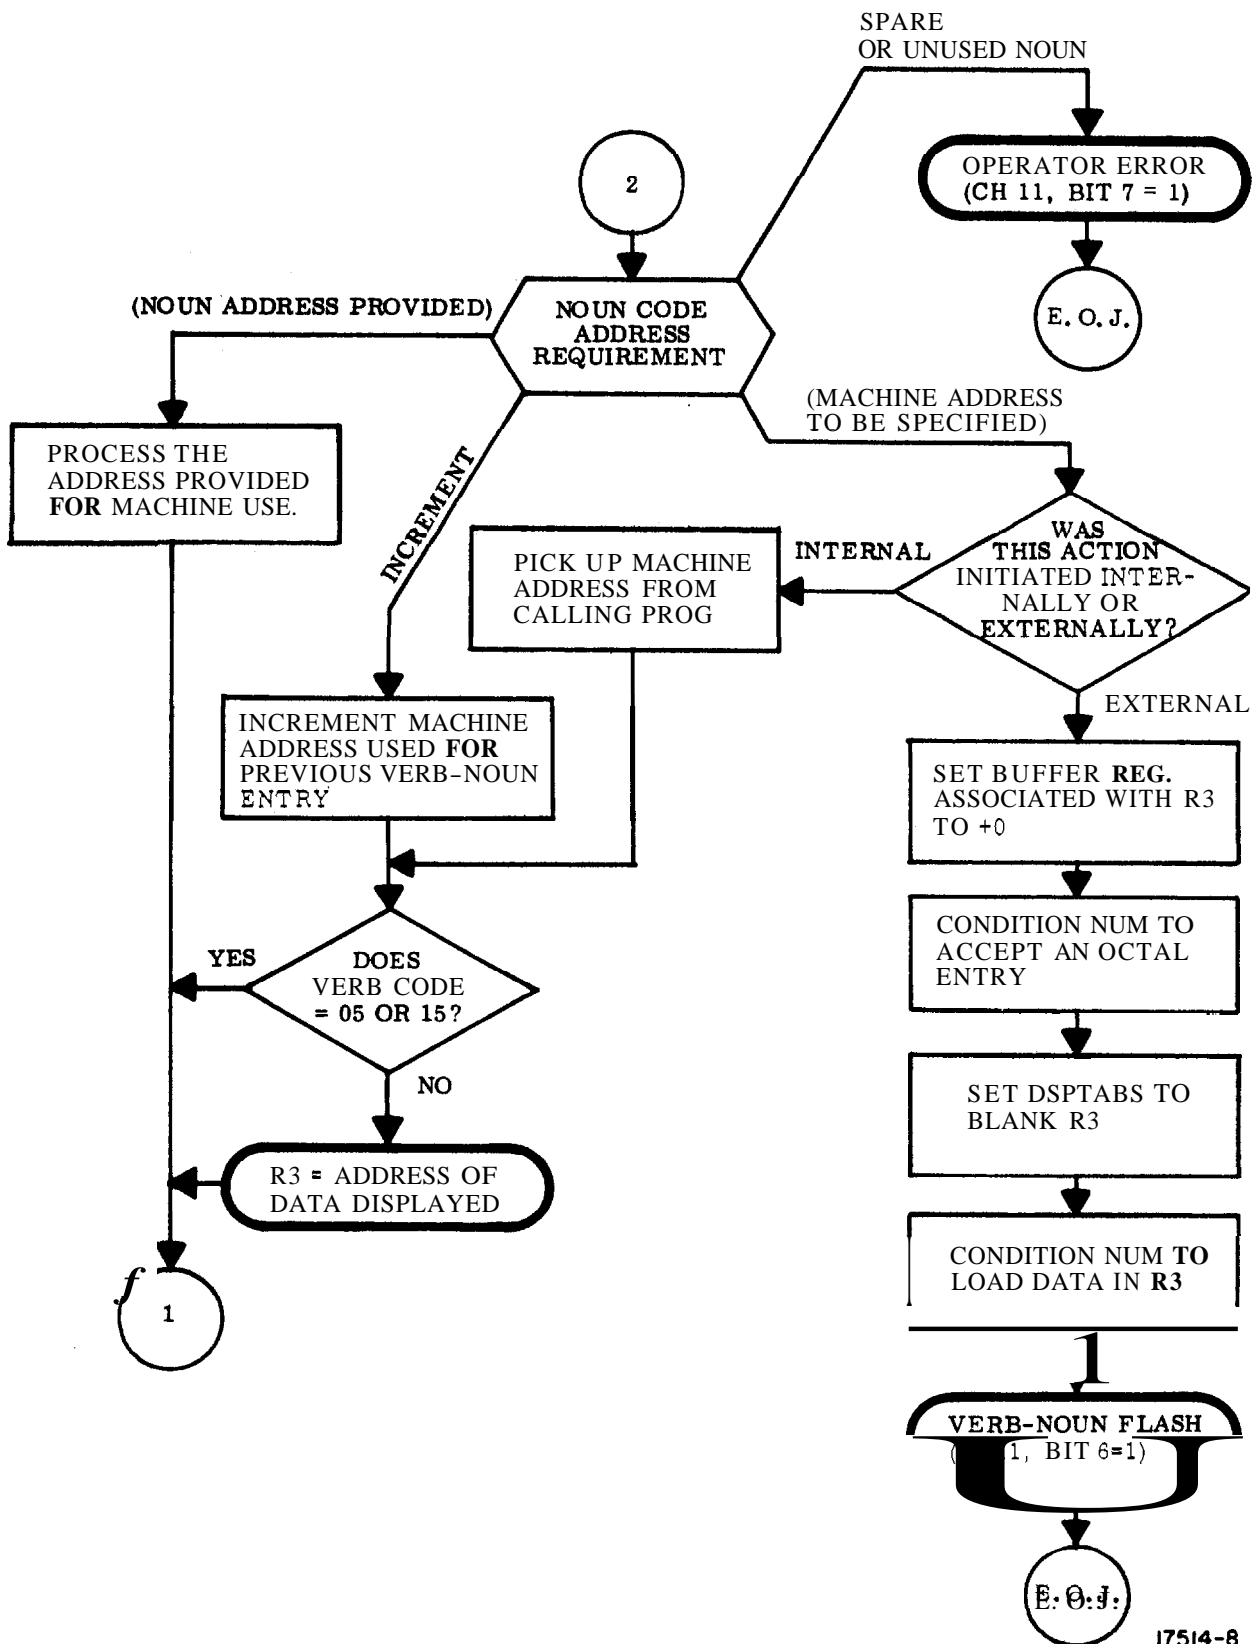 SPARE
OR UNUSED NOUN
OPERATOR ERROR
(CH 11, BIT 7 = 1)
E. O. J.
2
(NOUN ADDRESS PROVIDED)
NOUN CODE
ADDRESS
REQUIREMENT
(MACHINE ADDRESS
TO BE SPECIFIED)
PROCESS THE
ADDRESS PROVIDED
FOR MACHINE USE.
INCREMENT
PICK UP MACHINE
ADDRESS FROM
CALLING PROG
INTERNAL
WAS
THIS ACTION
INITIATED INTER-
NALLY OR
EXTERNALLY?
EXTERNAL
INCREMENT MACHINE
ADDRESS USED FOR
PREVIOUS VERB-NOUN
ENTRY
SET BUFFER REG.
ASSOCIATED WITH R3
TO +0
CONDITION NUM TO
ACCEPT AN OCTAL
ENTRY
YES
DOES
VERB CODE
= 05 OR 15?
NO
SET DSPTABS TO
BLANK R3
R3 = ADDRESS OF
DATA DISPLAYED
CONDITION NUM TO
LOAD DATA IN R3
f
1
1
VERB-NOUN FLASH
( 1, BIT 6=1)
E. O. J.
17514-8